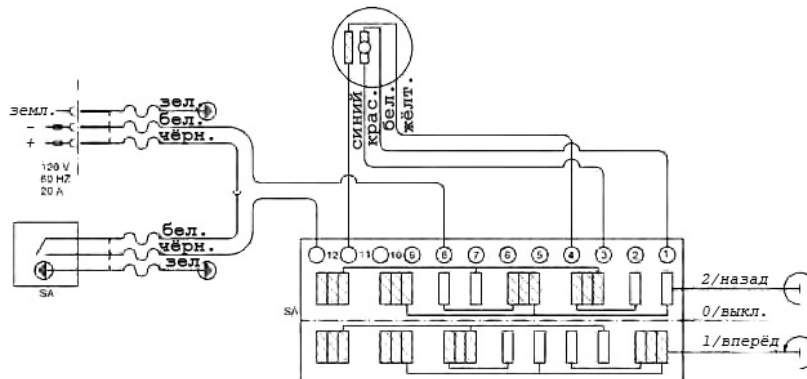 синий
крас.
бел.
жёлт.
земл.
зел.
-
бел.
+
чёрн.
120 V
60 HZ
20 A
бел.
чёрн.
зел
SA
12 11 10 9 8 7 6 5 4 3 2 1
2/назад
SA
0/выкл.
1/вперёд